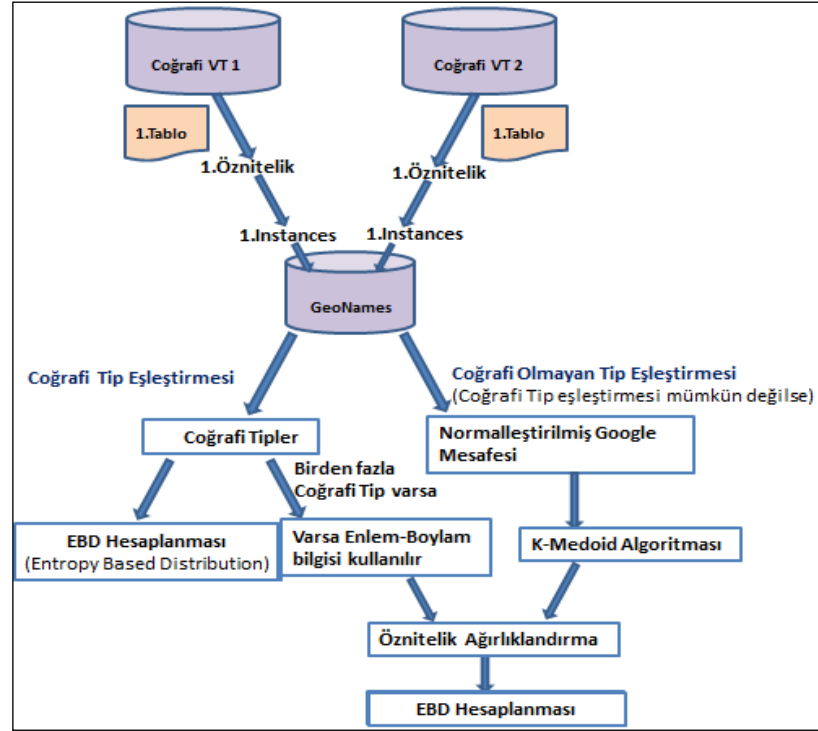 Coğrafi VT 1
Coğrafi VT 2
1.Tablo
1.Tablo
1.Öznitelik
1.Öznitelik
1.Instances
1.Instances
GeoNames
Coğrafi Tip Eşleştirmesi
Coğrafi Olmayan Tip Eşleştirmesi
(Coğrafi Tip eşleştirmesi mümkün değilse)
Coğrafi Tipler
Normalleştirilmiş Google
Mesafesi
Birden fazla
Coğrafi Tip varsa
EBD Hesaplanması
(Entropy Based Distribution)
Varsa Enlem-Boylam
bilgisi kullanılır
K-Medoid Algoritması
Öznitelik Ağırlıklandırma
EBD Hesaplanması